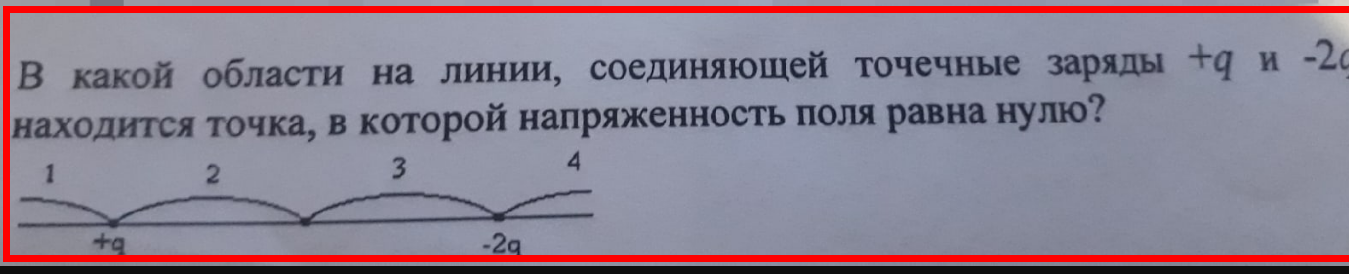 В какой области на линии, соединяющей точечные заряды +q и -2q
находится точка, в которой напряженность поля равна нулю?
1 2 3 4
+q -2q